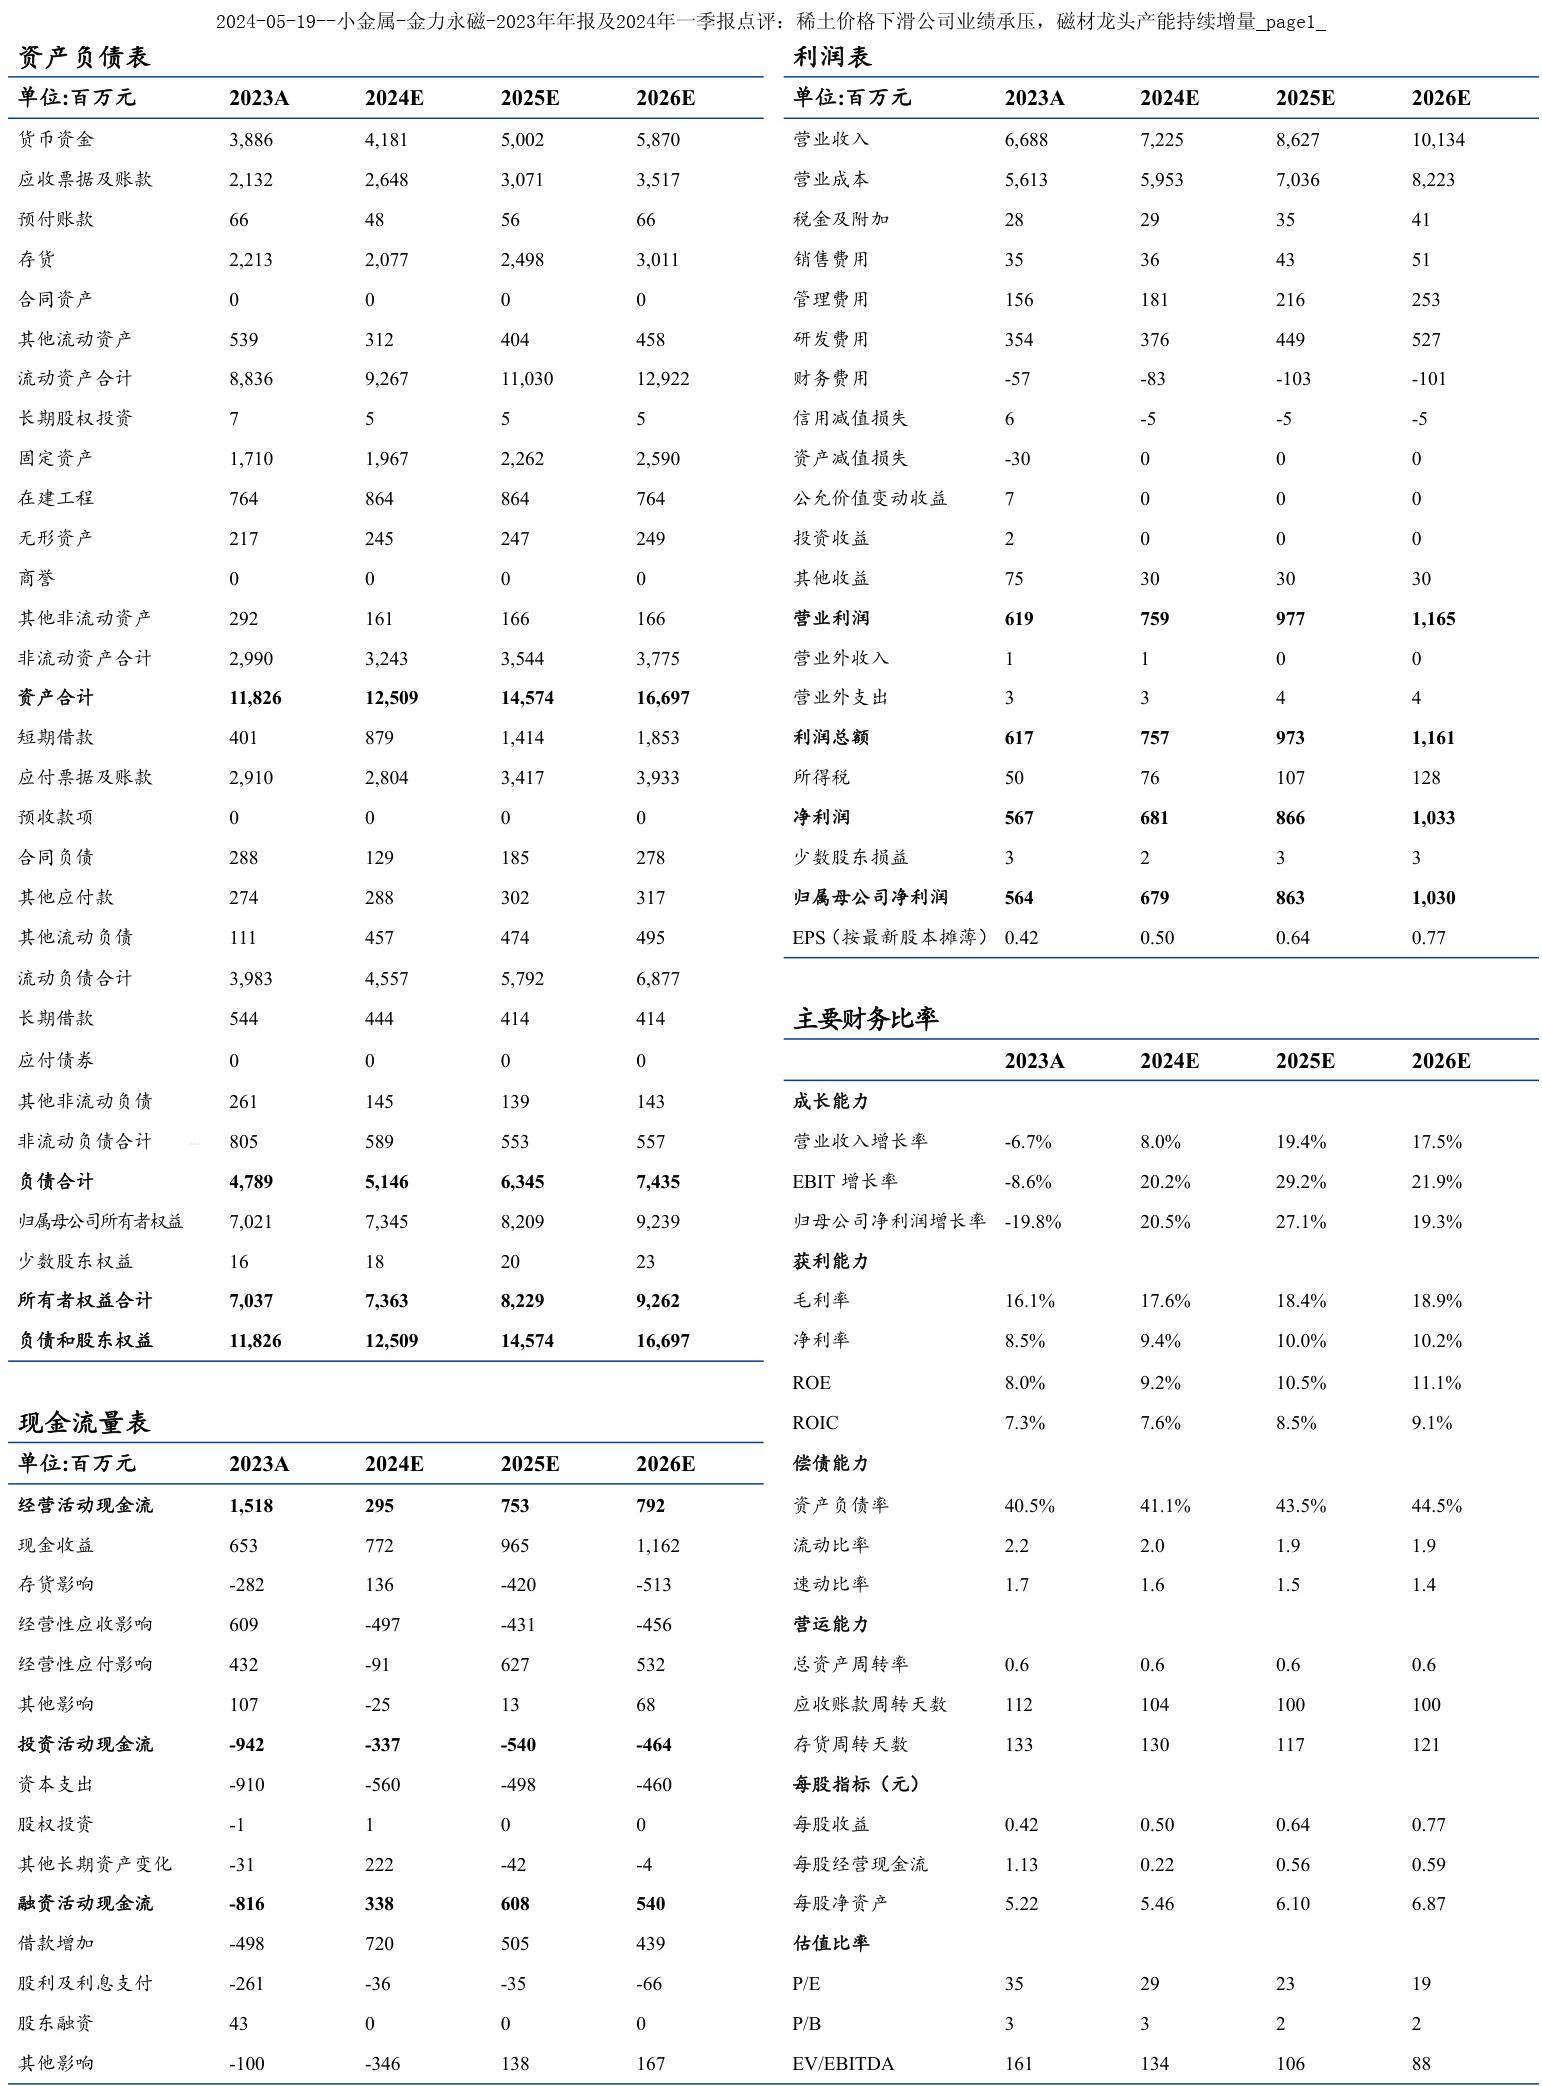 2024-05-19--小金属-金力永磁-2023年年报及2024年一季报点评：稀土价格下滑公司业绩承压，磁材龙头产能持续增量_page1_
资产负债表
单位:百万元 2023A 2024E 2025E 2026E
货币资金 3,886 4,181 5,002 5,870
应收票据及账款 2,132 2,648 3,071 3,517
预付账款 66 48 56 66
存货 2,213 2,077 2,498 3,011
合同资产 0 0 0 0
其他流动资产 539 312 404 458
流动资产合计 8,836 9,267 11,030 12,922
长期股权投资 7 5 5 5
固定资产 1,710 1,967 2,262 2,590
在建工程 764 864 864 764
无形资产 217 245 247 249
商誉 0 0 0 0
其他非流动资产 292 161 166 166
非流动资产合计 2,990 3,243 3,544 3,775
资产合计 11,826 12,509 14,574 16,697
短期借款 401 879 1,414 1,853
应付票据及账款 2,910 2,804 3,417 3,933
预收款项 0 0 0 0
合同负债 288 129 185 278
其他应付款 274 288 302 317
其他流动负债 111 457 474 495
流动负债合计 3,983 4,557 5,792 6,877
长期借款 544 444 414 414
应付债券 0 0 0 0
其他非流动负债 261 145 139 143
非流动负债合计 805 589 553 557
负债合计 4,789 5,146 6,345 7,435
归属母公司所有者权益 7,021 7,345 8,209 9,239
少数股东权益 16 18 20 23
所有者权益合计 7,037 7,363 8,229 9,262
负债和股东权益 11,826 12,509 14,574 16,697
现金流量表
单位:百万元 2023A 2024E 2025E 2026E
经营活动现金流 1,518 295 753 792
现金收益 653 772 965 1,162
存货影响 -282 136 -420 -513
经营性应收影响 609 -497 -431 -456
经营性应付影响 432 -91 627 532
其他影响 107 -25 13 68
投资活动现金流 -942 -337 -540 -464
资本支出 -910 -560 -498 -460
股权投资 -1 1 0 0
其他长期资产变化 -31 222 -42 -4
融资活动现金流 -816 338 608 540
借款增加 -498 720 505 439
股利及利息支付 -261 -36 -35 -66
股东融资 43 0 0 0
其他影响 -100 -346 138 167
利润表
单位:百万元 2023A 2024E 2025E 2026E
营业收入 6,688 7,225 8,627 10,134
营业成本 5,613 5,953 7,036 8,223
税金及附加 28 29 35 41
销售费用 35 36 43 51
管理费用 156 181 216 253
研发费用 354 376 449 527
财务费用 -57 -83 -103 -101
信用减值损失 6 -5 -5 -5
资产减值损失 -30 0 0 0
公允价值变动收益 7 0 0 0
投资收益 2 0 0 0
其他收益 75 30 30 30
营业利润 619 759 977 1,165
营业外收入 1 1 0 0
营业外支出 3 3 4 4
利润总额 617 757 973 1,161
所得税 50 76 107 128
净利润 567 681 866 1,033
少数股东损益 3 2 3 3
归属母公司净利润 564 679 863 1,030
EPS（按最新股本摊薄） 0.42 0.50 0.64 0.77
主要财务比率
2023A 2024E 2025E 2026E
成长能力
营业收入增长率 -6.7% 8.0% 19.4% 17.5%
EBIT 增长率 -8.6% 20.2% 29.2% 21.9%
归母公司净利润增长率 -19.8% 20.5% 27.1% 19.3%
获利能力
毛利率 16.1% 17.6% 18.4% 18.9%
净利率 8.5% 9.4% 10.0% 10.2%
ROE 8.0% 9.2% 10.5% 11.1%
ROIC 7.3% 7.6% 8.5% 9.1%
偿债能力
资产负债率 40.5% 41.1% 43.5% 44.5%
流动比率 2.2 2.0 1.9 1.9
速动比率 1.7 1.6 1.5 1.4
营运能力
总资产周转率 0.6 0.6 0.6 0.6
应收账款周转天数 112 104 100 100
存货周转天数 133 130 117 121
每股指标（元）
每股收益 0.42 0.50 0.64 0.77
每股经营现金流 1.13 0.22 0.56 0.59
每股净资产 5.22 5.46 6.10 6.87
估值比率
P/E 35 29 23 19
P/B 3 3 2 2
EV/EBITDA 161 134 106 88